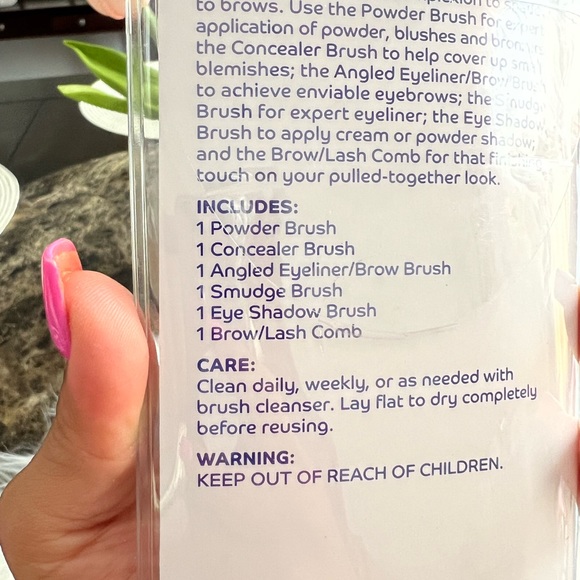 to brows. Use the Powder Brush for expert
application of powder, blushes and bronzers
the Concealer Brush to help cover up small
blemishes; the Angled Eyeliner/Brow Brush
to achieve enviable eyebrows; the Smudge
Brush for expert eyeliner; the Eye Shadow
Brush to apply cream or powder shadow;
and the Brow/Lash Comb for that finishing
touch on your pulled-together look.
INCLUDES:
1 Powder Brush
1 Concealer Brush
1 Angled Eyeliner/Brow Brush
1 Smudge Brush
1 Eye Shadow Brush
1 Brow/Lash Comb
CARE:
Clean daily, weekly, or as needed with
brush cleanser. Lay flat to dry completely
before reusing.
WARNING:
KEEP OUT OF REACH OF CHILDREN.